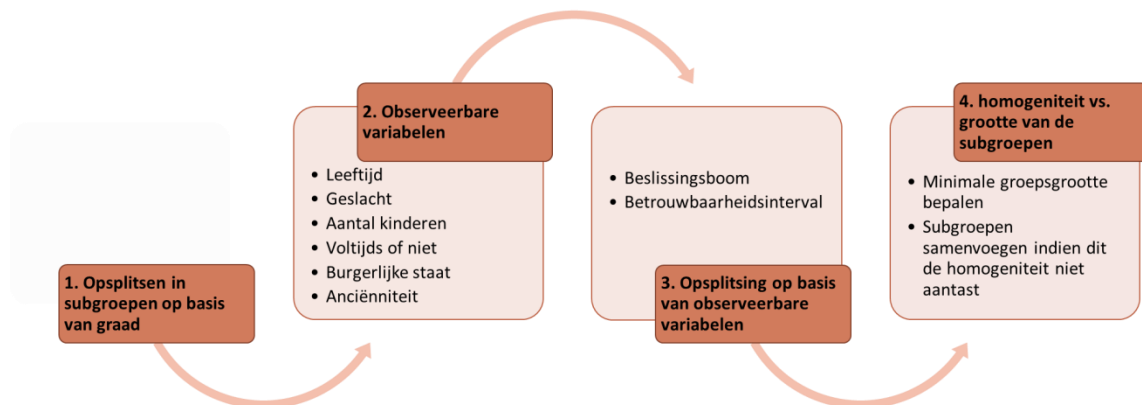 1. Opsplitsen in
subgroepen op basis
van graad
2. Observeerbare
variabelen
• Leeftijd
• Geslacht
• Aantal kinderen
• Voltijds of niet
• Burgerlijke staat
• Anciënniteit
• Beslissingsboom
• Betrouwbaarheidsinterval
3. Opsplitsing op basis
van observeerbare
variabelen
4. homogeniteit vs.
grootte van de
subgroepen
• Minimale groepsgrootte
bepalen
• Subgroepen
samenvoegen indien dit
de homogeniteit niet
aantast